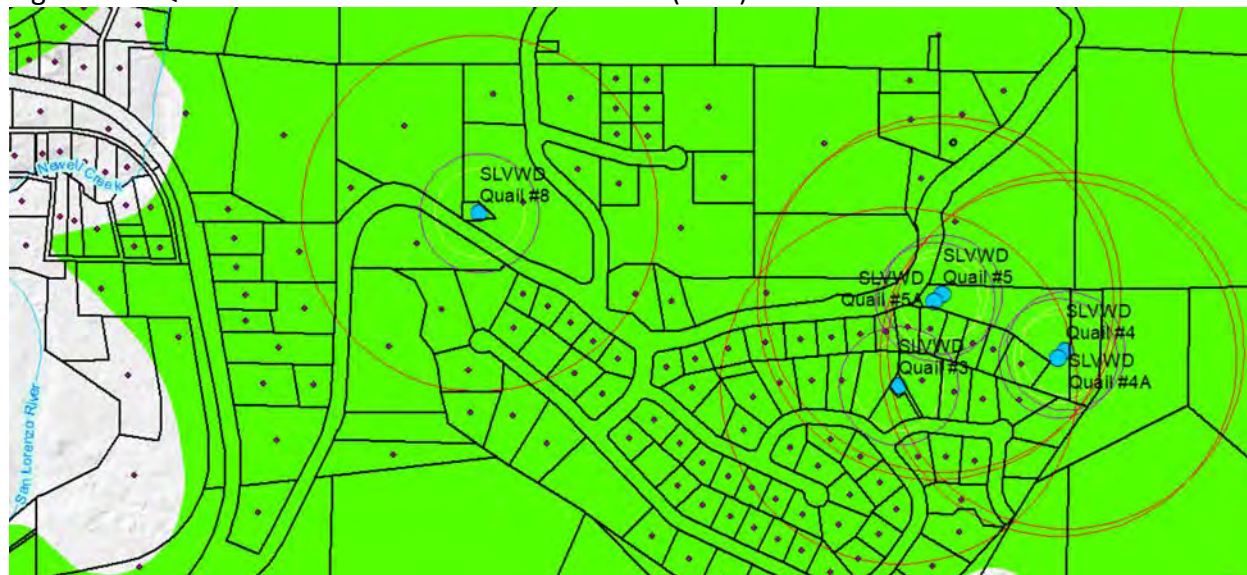 Newell Creek
SLVWD
Quail #8
SLVWD
Quail #5
SLVWD
Quail #5A
SLVWD
Quail #4
SLVWD
Quail #3
SLVWD
Quail #4A
San Lorenzo River